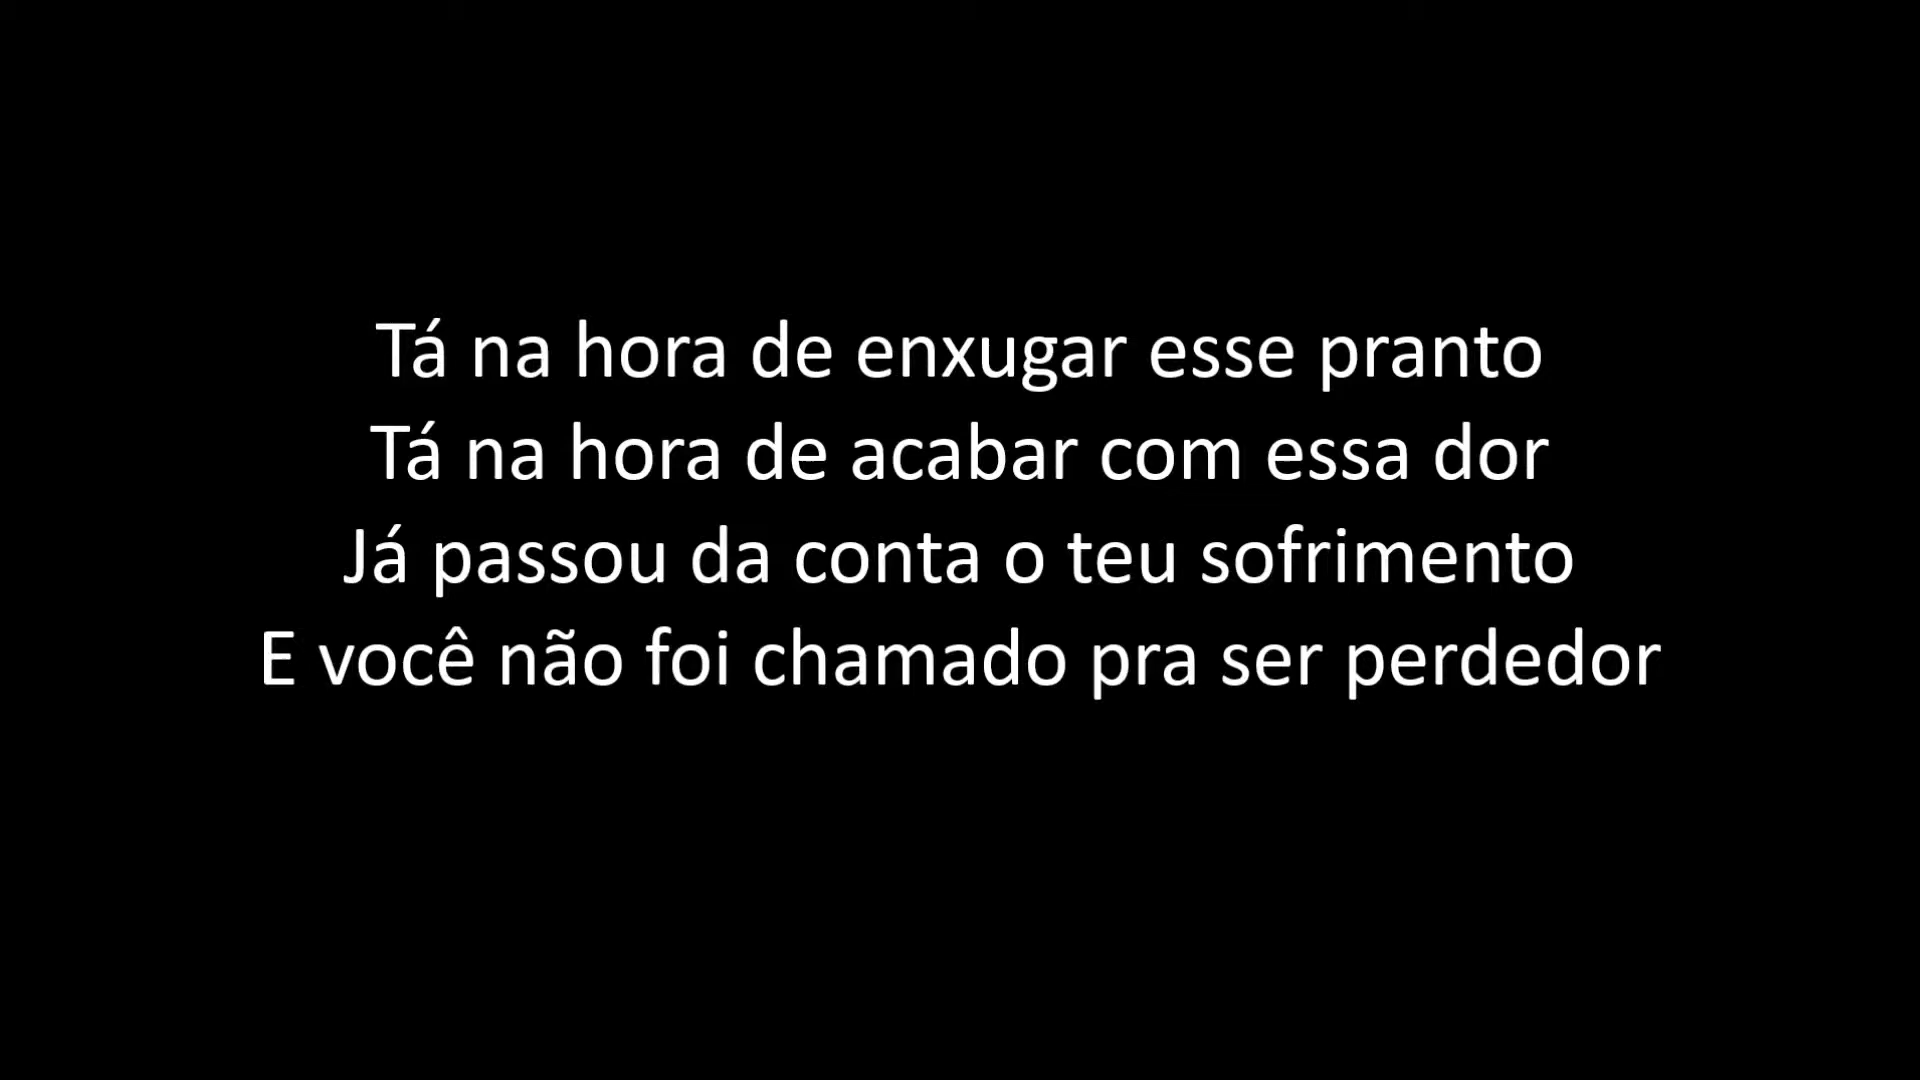 Tá na hora de enxugar esse pranto
Tá na hora de acabar com essa dor
Já passou da conta o teu sofrimento
E você não foi chamado pra ser perdedor